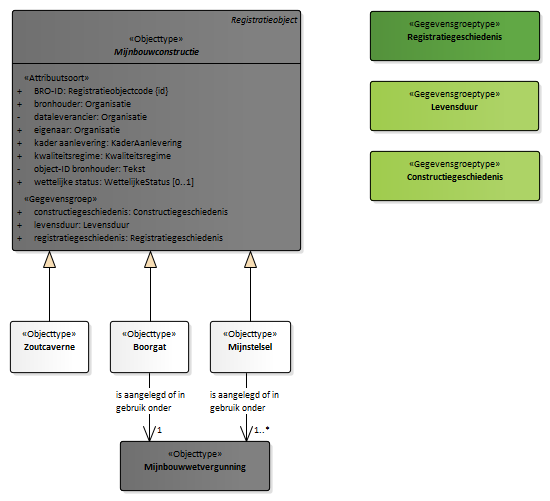 Registratieobject
«Objecttype»
Mijnbouwconstructie
«Attribuutsoort»
+ BRO-ID: Registratieobjectcode {id}
+ bronhouder: Organisatie
- dataleverancier: Organisatie
+ eigenaar: Organisatie
+ kader aanlevering: KaderAanlevering
+ kwaliteitsregime: Kwaliteitsregime
- object-ID bronhouder: Tekst
+ wettelijke status: WettelijkeStatus [0..1]
«Gegevensgroep»
+ constructiegeschiedenis: Constructiegeschiedenis
+ levensduur: Levensduur
+ registratiegeschiedenis: Registratiegeschiedenis
«Gegevensgroeptype»
Registratiegeschiedenis
«Gegevensgroeptype»
Levensduur
«Gegevensgroeptype»
Constructiegeschiedenis
«Objecttype»
Zoutcaverne
«Objecttype»
Boorgat
«Objecttype»
Mijnstelsel
is aangelegd of in
gebruik onder
1
is aangelegd of in
gebruik onder
1..*
«Objecttype»
Mijnbouwwetvergunning